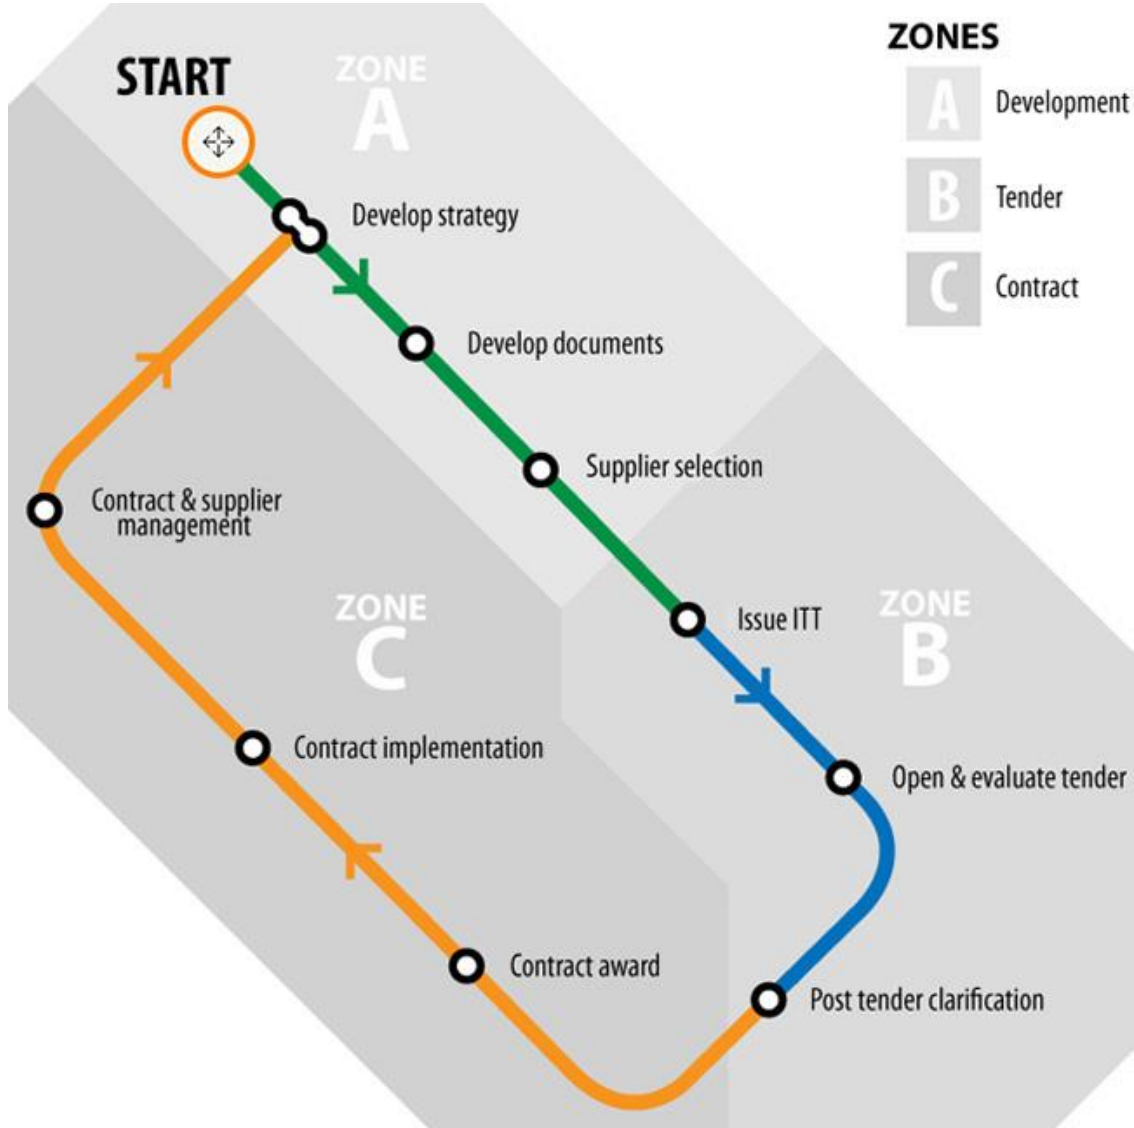 START
ZONE
A
ZONES
A
Development
B
Tender
C
Contract
Develop strategy
Develop documents
Supplier selection
Contract & supplier
management
ZONE
C
Issue ITT
ZONE
B
Contract implementation
Open & evaluate tender
Contract award
Post tender clarification